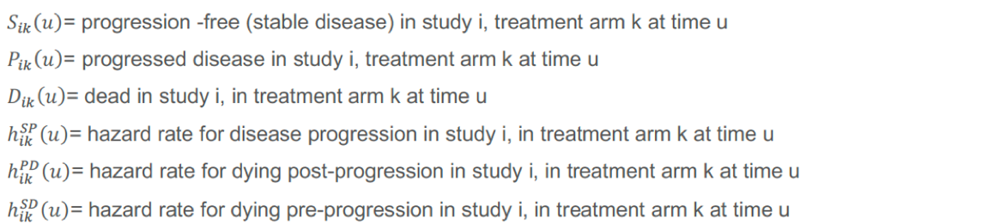 $S_{ik}(u)$= progression -free (stable disease) in study i, treatment arm k at time u
$P_{ik}(u)$= progressed disease in study i, treatment arm k at time u
$D_{ik}(u)$= dead in study i, in treatment arm k at time u
$h_{ik}^{SP}(u)$= hazard rate for disease progression in study i, in treatment arm k at time u
$h_{ik}^{PD}(u)$= hazard rate for dying post-progression in study i, in treatment arm k at time u
$h_{ik}^{SD}(u)$= hazard rate for dying pre-progression in study i, in treatment arm k at time u